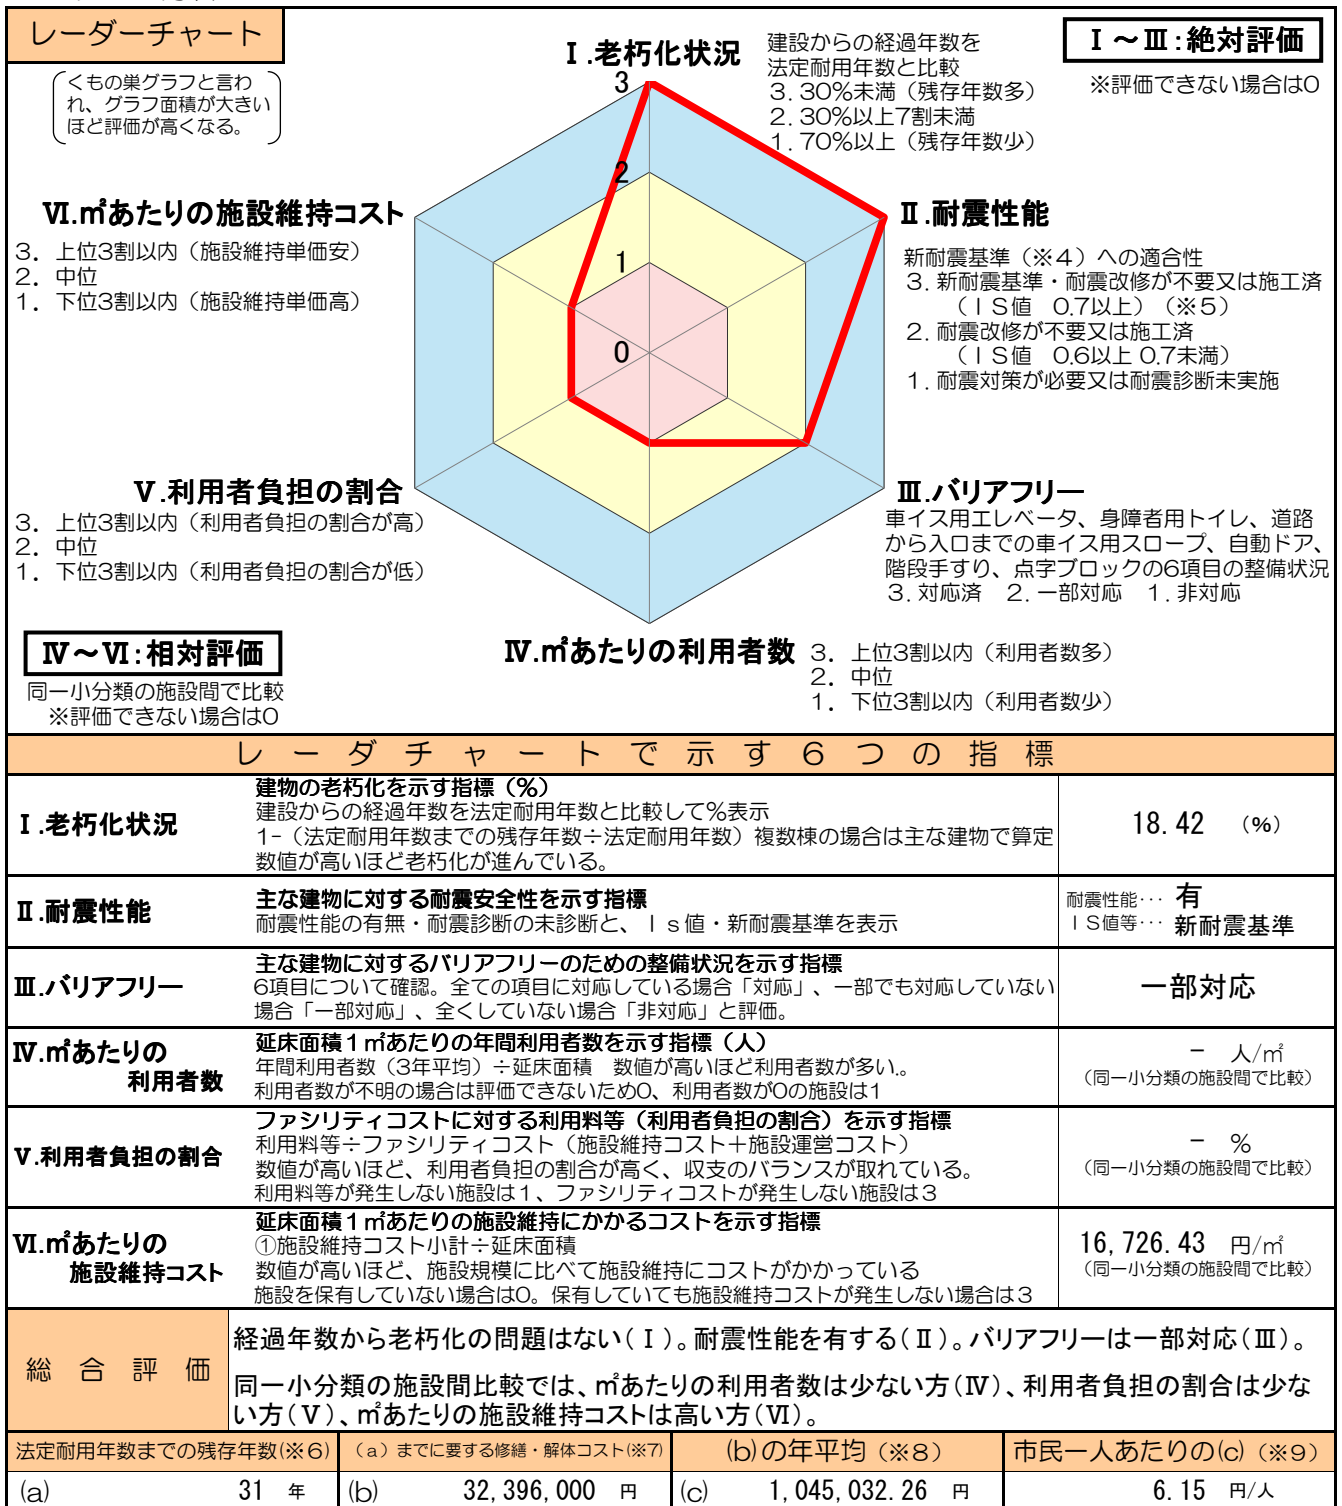 レーダーチャート
くもの巣グラフと言わ
れ、グラフ面積が大きい
ほど評価が高くなる。
Ⅰ.老朽化状況
建設からの経過年数を
法定耐用年数と比較
3.30%未満（残存年数多）
2.30%以上7割未満
1.70%以上（残存年数少）
Ⅰ～Ⅲ:絶対評価
※評価できない場合は0
3
2
1
0
Ⅵ.㎡あたりの施設維持コスト
3. 上位3割以内（施設維持単価安）
2. 中位
1. 下位3割以内（施設維持単価高）
Ⅱ.耐震性能
新耐震基準（※4）への適合性
3.新耐震基準・耐震改修が不要又は施工済
（ＩＳ値 0.7以上）（※5）
2.耐震改修が不要又は施工済
（ＩＳ値 0.6以上 0.7未満）
1.耐震対策が必要又は耐震診断未実施
Ⅴ.利用者負担の割合
3. 上位3割以内（利用者負担の割合が高）
2. 中位
1. 下位3割以内（利用者負担の割合が低）
Ⅲ.バリアフリー
車イス用エレベータ、身障者用トイレ、道路
から入口までの車イス用スロープ、自動ドア、
階段手すり、点字ブロックの6項目の整備状況
3.対応済 2.一部対応 1.非対応
Ⅳ～Ⅵ:相対評価
同一小分類の施設間で比較
※評価できない場合は0
Ⅳ.㎡あたりの利用者数
3. 上位3割以内（利用者数多）
2. 中位
1. 下位3割以内（利用者数少）
レーダチャートで示す6つの指標
Ⅰ.老朽化状況
建物の老朽化を示す指標（%）
建設からの経過年数を法定耐用年数と比較して%表示
1-（法定耐用年数までの残存年数÷法定耐用年数）複数棟の場合は主な建物で算定
数値が高いほど老朽化が進んでいる。
18.42 （%）
Ⅱ.耐震性能
主な建物に対する耐震安全性を示す指標
耐震性能の有無・耐震診断の未診断と、Ｉｓ値・新耐震基準を表示
耐震性能… 有
ＩＳ値等… 新耐震基準
Ⅲ.バリアフリー
主な建物に対するバリアフリーのための整備状況を示す指標
6項目について確認。全ての項目に対応している場合「対応」、一部でも対応していない
場合「一部対応」、全くしていない場合「非対応」と評価。
一部対応
Ⅳ.㎡あたりの
利用者数
延床面積１㎡あたりの年間利用者数を示す指標（人）
年間利用者数（3年平均）÷延床面積 数値が高いほど利用者数が多い。
利用者数が不明の場合は評価できないため0、利用者数が0の施設は1
－ 人/㎡
（同一小分類の施設間で比較）
Ⅴ.利用者負担の割合
ファシリティコストに対する利用料等（利用者負担の割合）を示す指標
利用料等÷ファシリティコスト（施設維持コスト＋施設運営コスト）
数値が高いほど、利用者負担の割合が高く、収支のバランスが取れている。
利用料等が発生しない施設は１、ファシリティコストが発生しない施設は３
－ %
（同一小分類の施設間で比較）
Ⅵ.㎡あたりの
施設維持コスト
延床面積１㎡あたりの施設維持にかかるコストを示す指標
①施設維持コスト小計÷延床面積
数値が高いほど、施設規模に比べて施設維持にコストがかかっている
施設を保有していない場合は0。保有していても施設維持コストが発生しない場合は３
16,726.43 円/㎡
（同一小分類の施設間で比較）
総合評価
経過年数から老朽化の問題はない(Ⅰ)。耐震性能を有する(Ⅱ)。バリアフリーは一部対応(Ⅲ)。
同一小分類の施設間比較では、㎡あたりの利用者数は少ない方(Ⅳ)、利用者負担の割合は少な
い方(Ⅴ)、㎡あたりの施設維持コストは高い方(Ⅵ)。
法定耐用年数までの残存年数(※6)
（a）までに要する修繕・解体コスト(※7)
(b)の年平均（※8）
市民一人あたりの(c)（※9）
(a) 31 年
(b) 32,396,000 円
(c) 1,045,032.26 円
6.15 円/人